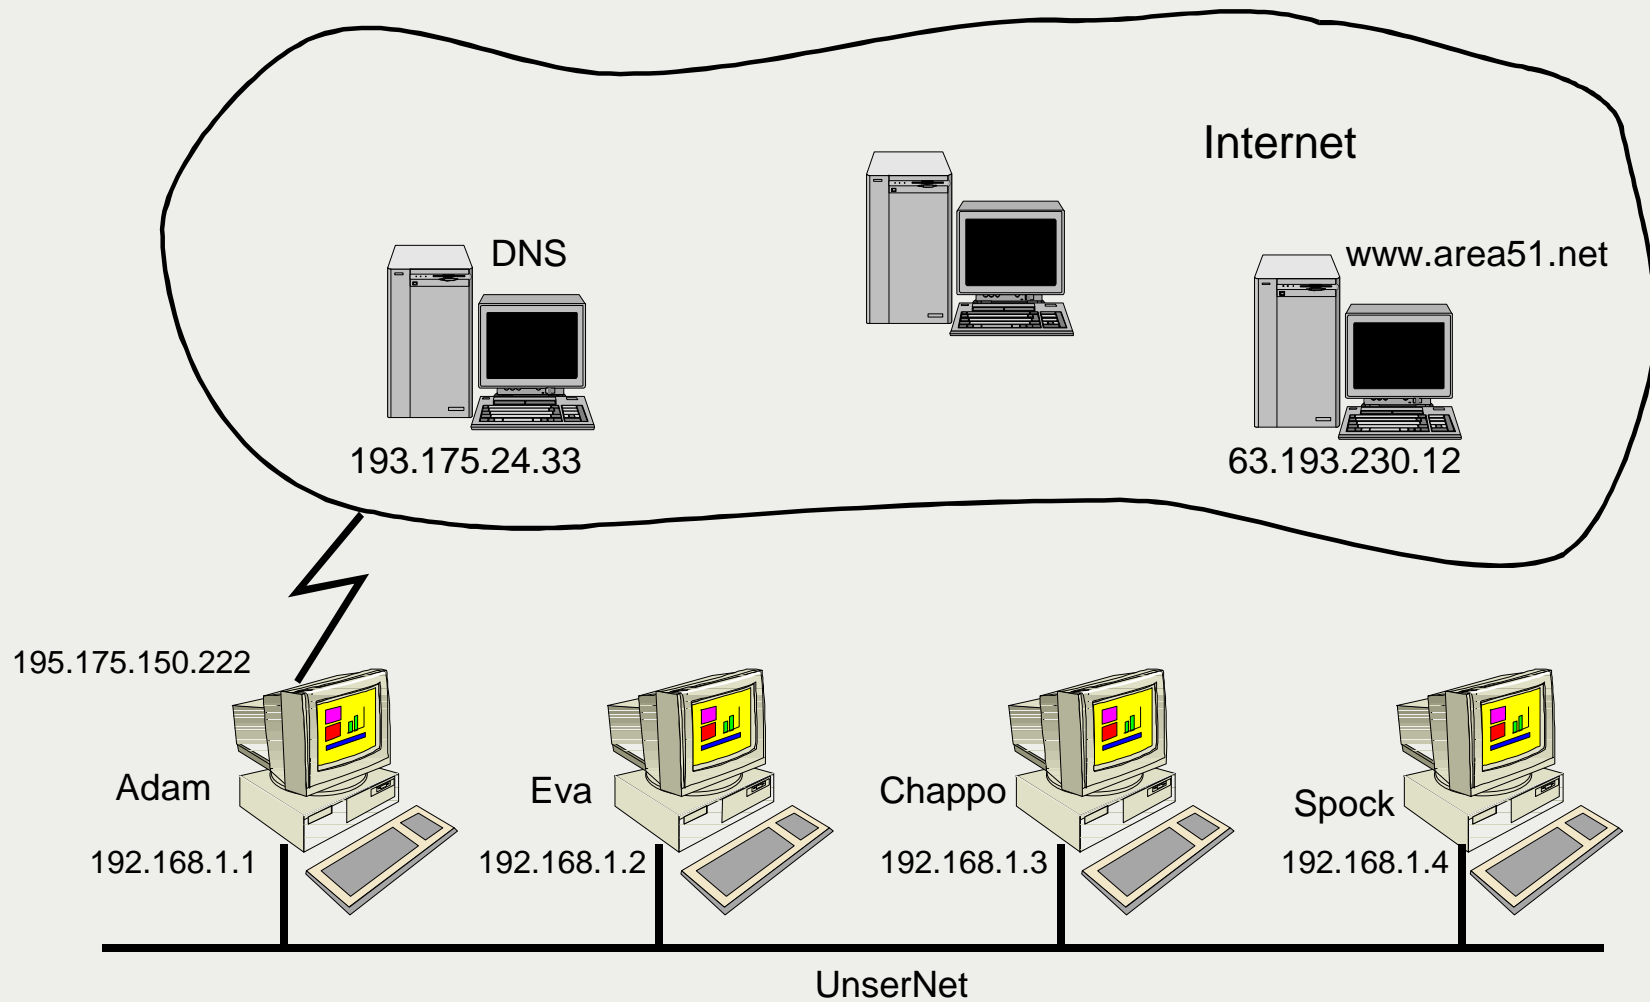 Internet
DNS
www.area51.net
193.175.24.33
63.193.230.12
195.175.150.222
Adam
Eva
Chappo
Spock
192.168.1.1
192.168.1.2
192.168.1.3
192.168.1.4
UnserNet